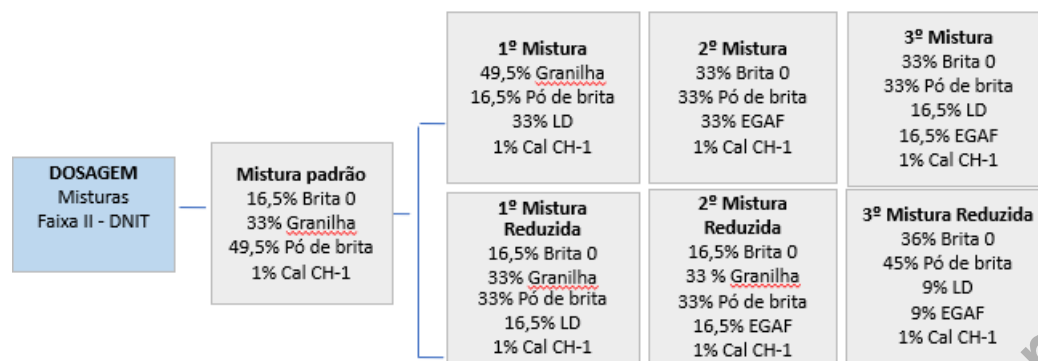 DOSAGEM
Misturas
Faixa II - DNIT
Mistura padrão
16,5% Brita 0
33% Granilha
49,5% Pó de brita
1% Cal CH-1
1º Mistura
49,5% Granilha
16,5% Pó de brita
33% LD
1% Cal CH-1
2º Mistura
33% Brita 0
33% Pó de brita
33% EGAF
1% Cal CH-1
3º Mistura
33% Brita 0
33% Pó de brita
16,5% LD
16,5% EGAF
1% Cal CH-1
1º Mistura
Reduzida
16,5% Brita 0
33% Granilha
33% Pó de brita
16,5% LD
1% Cal CH-1
2º Mistura
Reduzida
16,5% Brita 0
33 % Granilha
33% Pó de brita
16,5% EGAF
1% Cal CH-1
3º Mistura Reduzida
36% Brita 0
45% Pó de brita
9% LD
9% EGAF
1% Cal CH-1